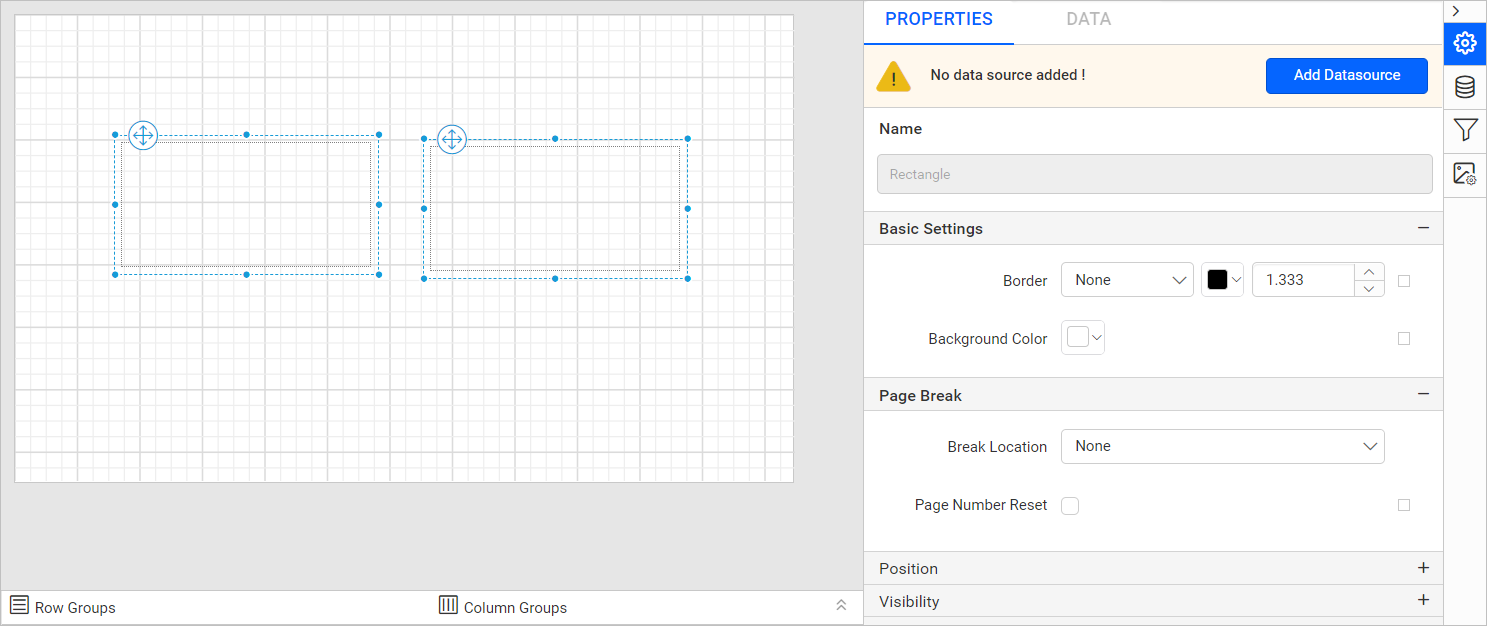 PROPERTIES DATA
No data source added ! Add Datasource
Name
Rectangle
Basic Settings
Border None 1.333
Background Color
Page Break
Break Location None
Page Number Reset
Position
Visibility
Row Groups Column Groups